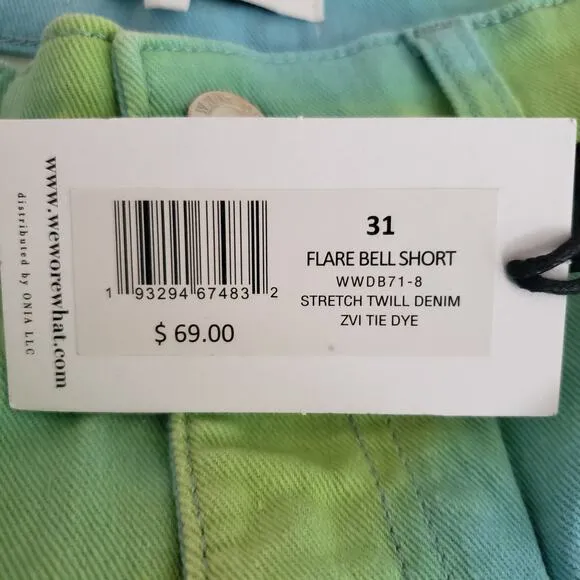 www.weworewhat.com
distributed by ONIA LLC
1 93294 67483 2
$ 69.00
31
FLARE BELL SHORT
WWDB71-8
STRETCH TWILL DENIM
ZVI TIE DYE